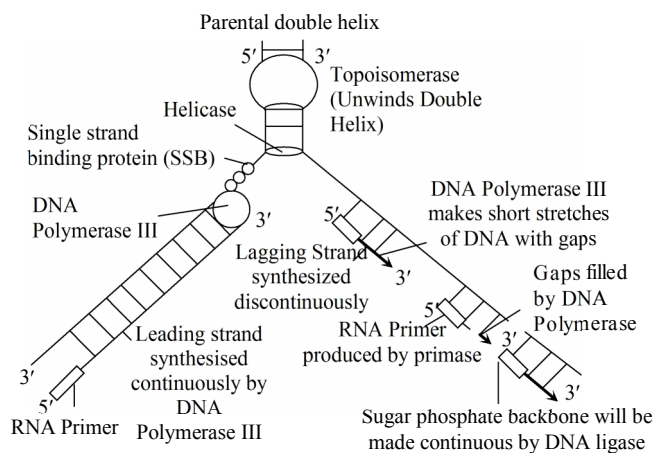 Parental double helix
5′ 3′
Topoisomerase
(Unwinds Double
Helix)
Helicase
Single strand
binding protein (SSB)
DNA
Polymerase III
3′
DNA Polymerase III
makes short stretches
of DNA with gaps
5′
Lagging Strand
synthesized
discontinuously
3′
Gaps filled
by DNA
Polymerase
5′
RNA Primer
produced by primase
3′
Leading strand
synthesised
continuously by
DNA
Polymerase III
3′
5′
RNA Primer
3′
Sugar phosphate backbone will be
made continuous by DNA ligase